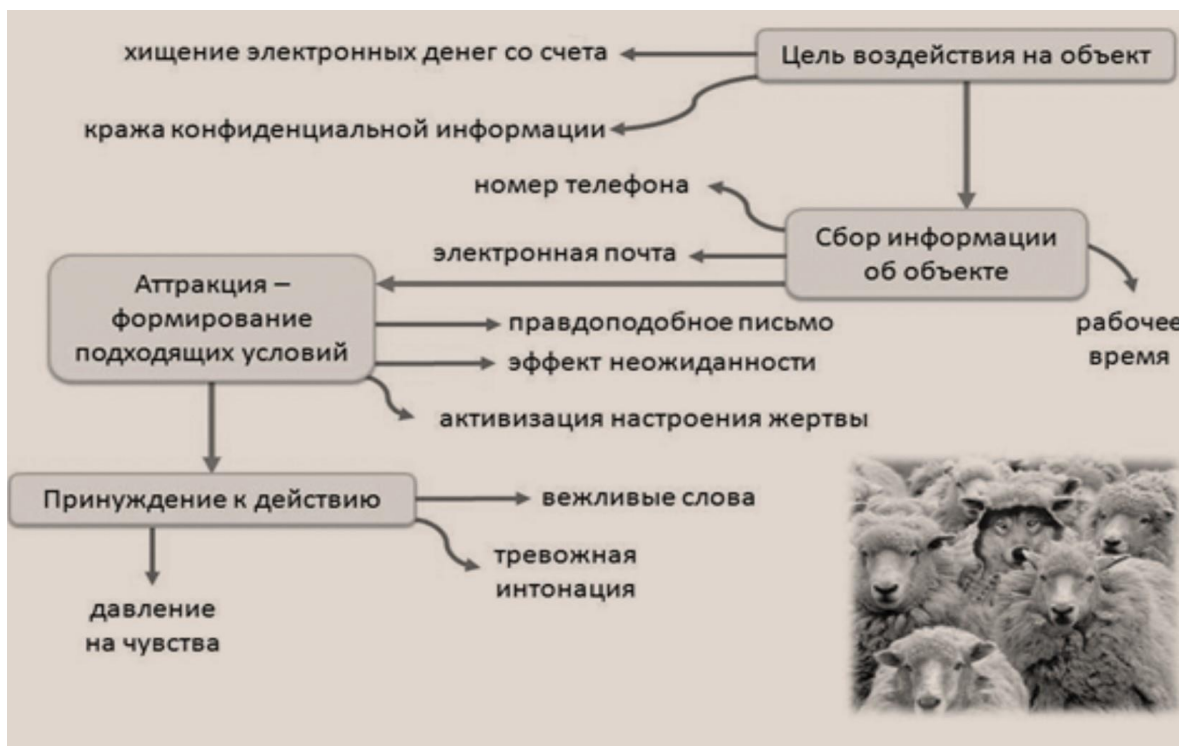 хищение электронных денег со счета
Цель воздействия на объект
кража конфиденциальной информации
номер телефона
Сбор информации
об объекте
электронная почта
рабочее
время
Аттракция –
формирование
подходящих условий
правдоподобное письмо
эффект неожиданности
активизация настроения жертвы
Принуждение к действию
вежливые слова
тревожная
интонация
давление
на чувства